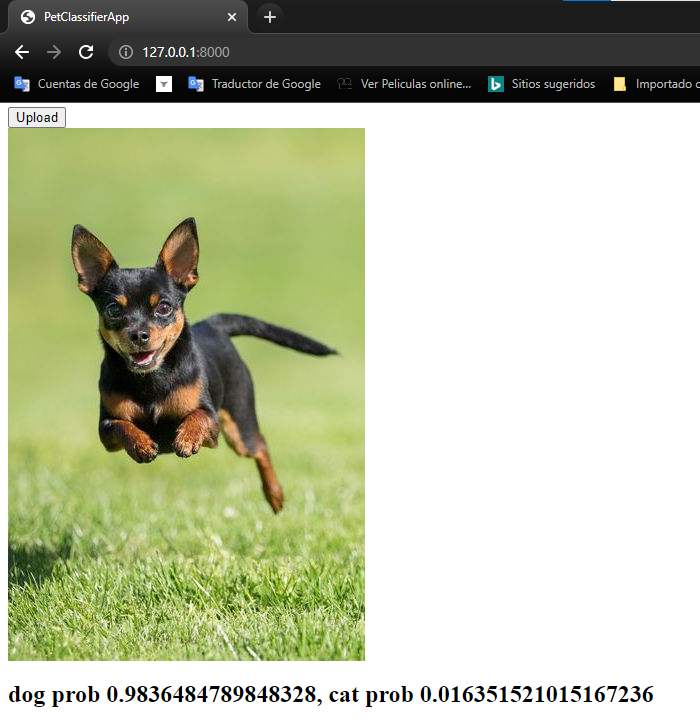 PetClassifierApp
127.0.0.1:8000
Cuentas de Google Traductor de Google Ver Peliculas online... Sitios sugeridos Importado
Upload
dog prob 0.9836484789848328, cat prob 0.016351521015167236